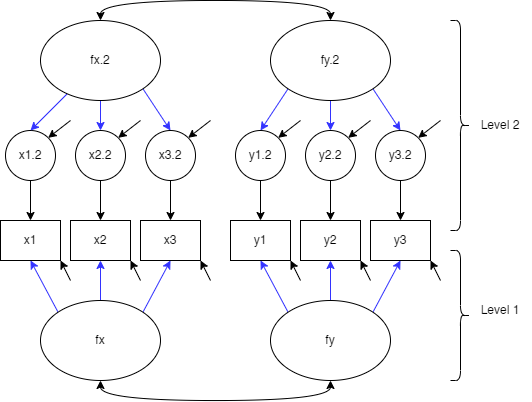 fx.2
fy.2
x1.2
x2.2
x3.2
y1.2
y2.2
y3.2
Level 2
x1
x2
x3
y1
y2
y3
Level 1
fx
fy